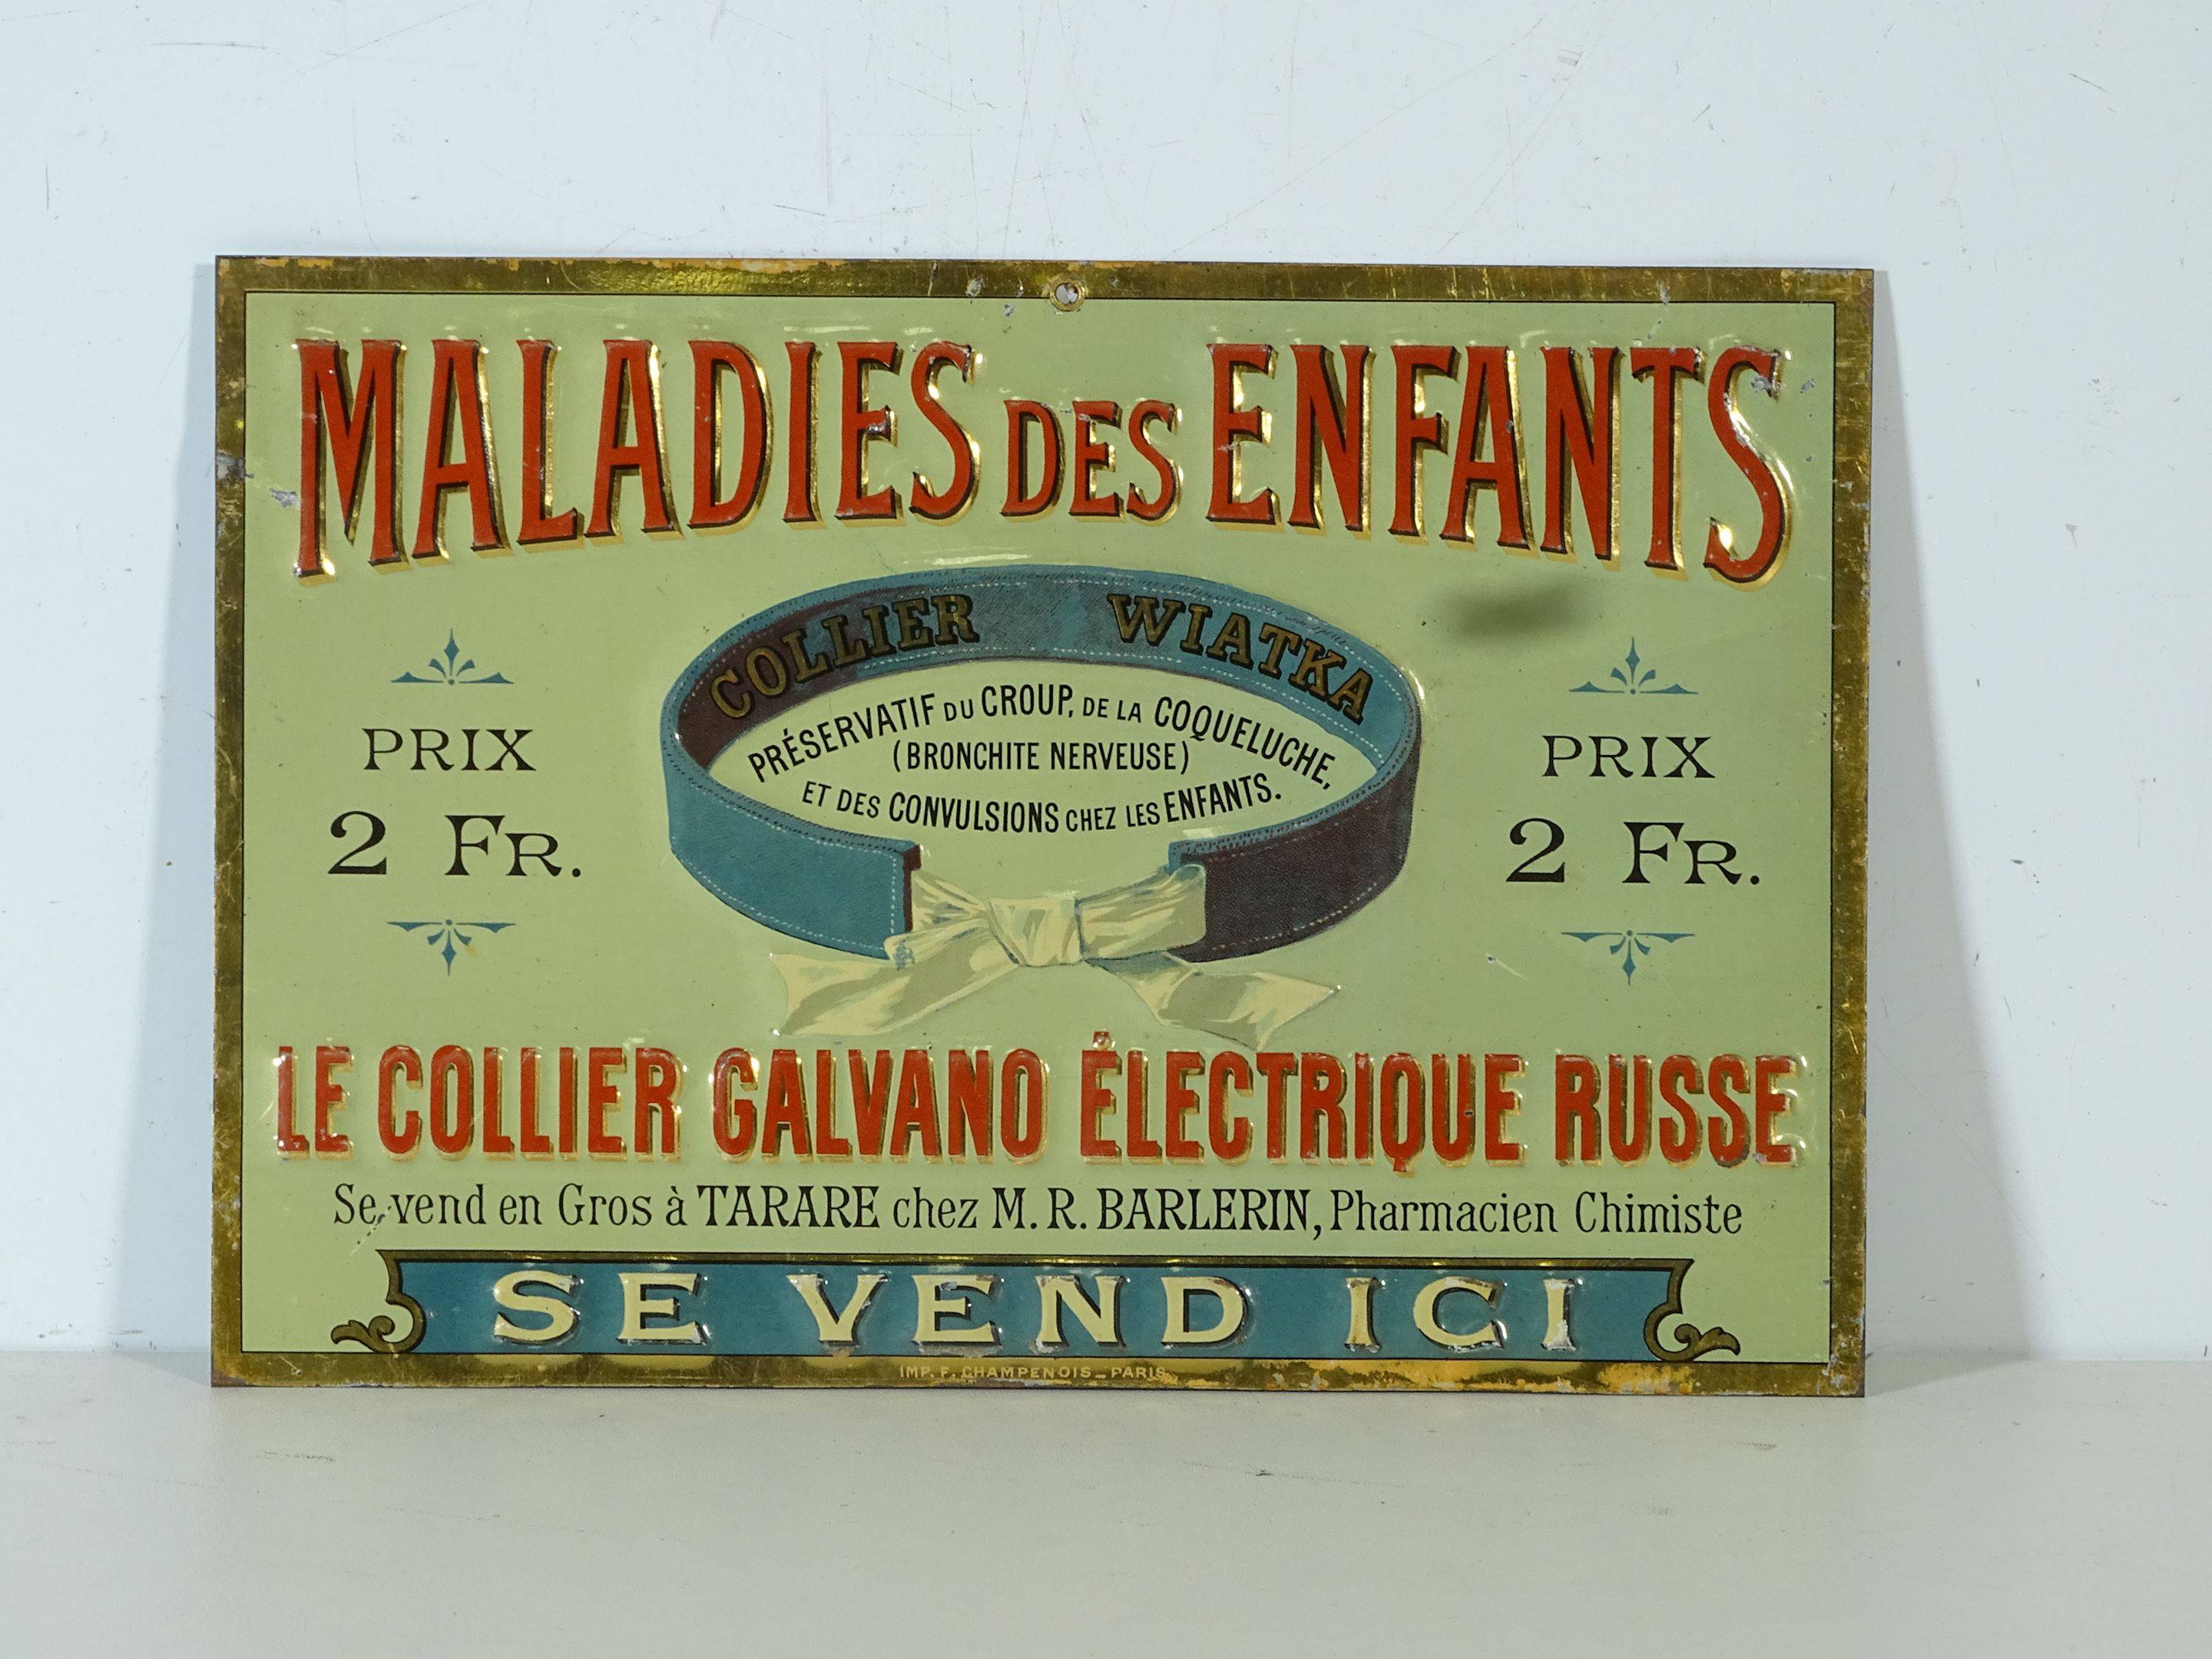 MALADIES DES ENFANTS
COLLIER WIATKA
PRÉSERVATIF DU CROUP, DE LA COQUELUCHE,
(BRONCHITE NERVEUSE)
ET DES CONVULSIONS CHEZ LES ENFANTS.
PRIX
2 FR.
PRIX
2 FR.
LE COLLIER GALVANO ÉLECTRIQUE RUSSE
Se vend en Gros à TARARE chez M. R. BARLERIN, Pharmacien Chimiste
SE VEND ICI
IMP. F. CHAMPENOIS_PARIS